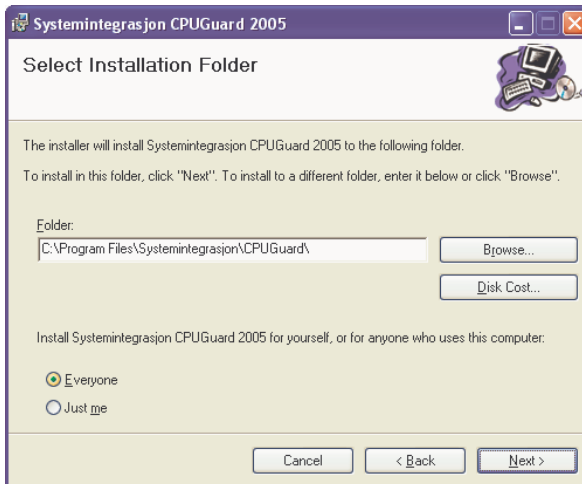 Systemintegrasjon CPUGuard 2005
Select Installation Folder
The installer will install Systemintegrasjon CPUGuard 2005 to the following folder.
To install in this folder, click "Next". To install to a different folder, enter it below or click "Browse".
Folder:
C:\Program Files\Systemintegrasjon\CPUGuard\
Browse...
Disk Cost...
Install Systemintegrasjon CPUGuard 2005 for yourself, or for anyone who uses this computer:
Everyone
Just me
Cancel
< Back
Next >